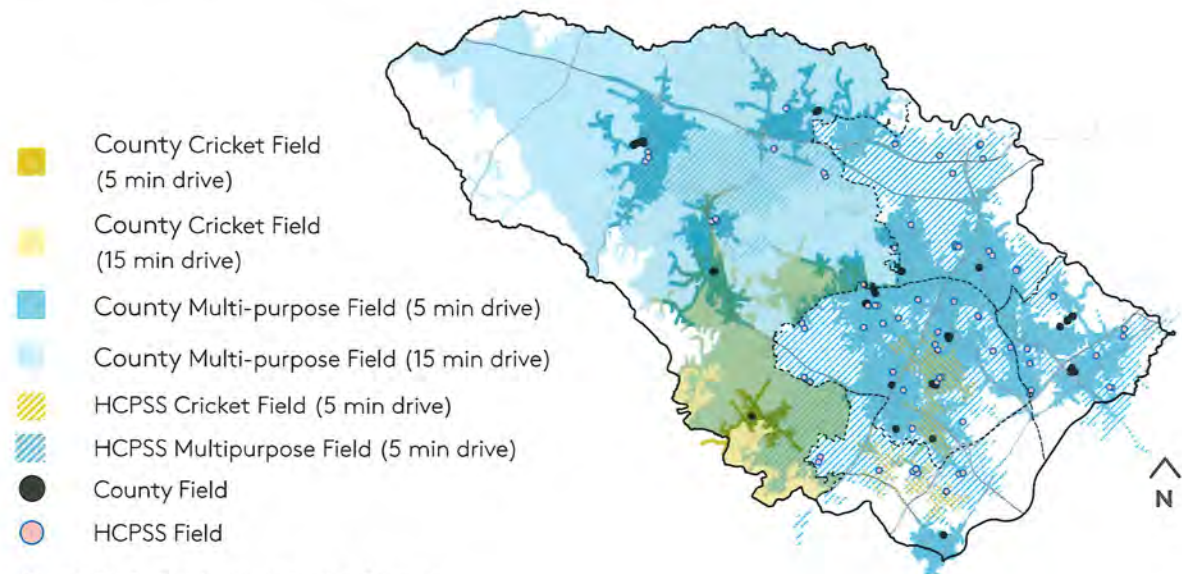 County Cricket Field
(5 min drive)
County Cricket Field
(15 min drive)
County Multi-purpose Field (5 min drive)
County Multi-purpose Field (15 min drive)
HCPSS Cricket Field (5 min drive)
HCPSS Multipurpose Field (5 min drive)
County Field
HCPSS Field
N